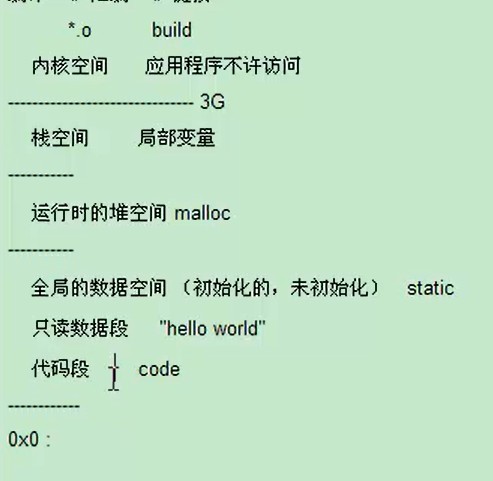 *.o build
内核空间 应用程序不许访问
-------------------------------- 3G
栈空间 局部变量
-----------
运行时的堆空间 malloc
-----------
全局的数据空间 （初始化的，未初始化） static
只读数据段 "hello world"
代码段 code
------------
0x0 :